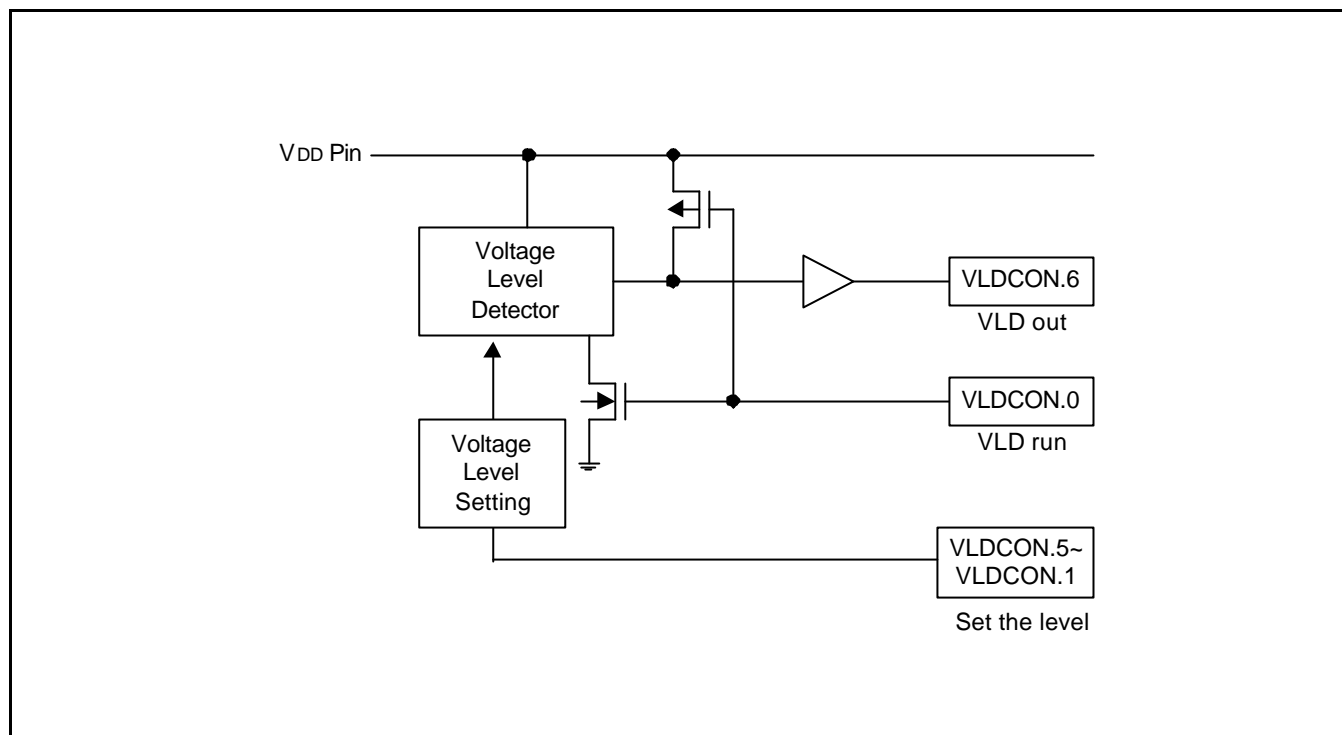 VDD Pin
Voltage
Level
Detector
VLDCON.6
VLD out
VLDCON.0
VLD run
Voltage
Level
Setting
VLDCON.5~
VLDCON.1
Set the level